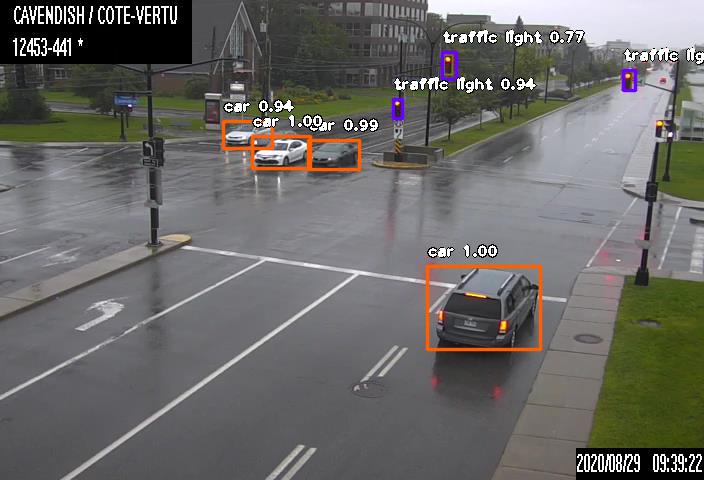 CAVENDISH / COTE-VERTU
12453-441 *
traffic light 0.77
traffic l
traffic light 0.94
car 0.94
car 1.00
car 0.99
car 1.00
2020/08/29 09:39:22